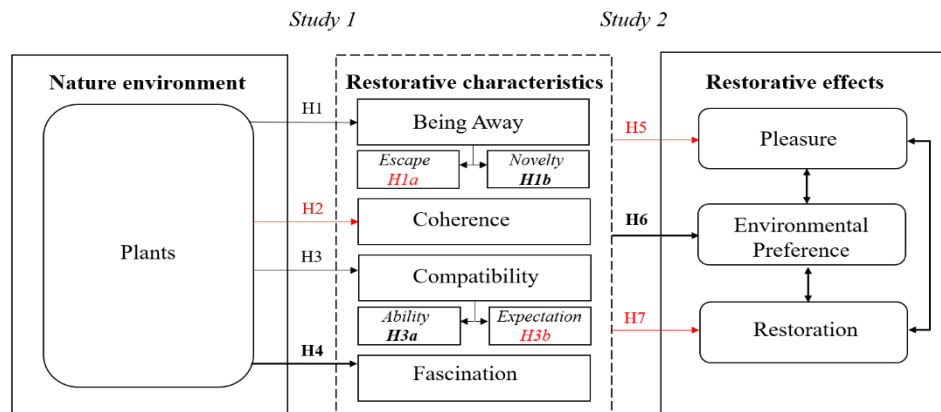 Study 1
Study 2
Nature environment
Plants
H1
H2
H3
H4
Restorative characteristics
Being Away
Escape
H1a
Novelty
H1b
Coherence
Compatibility
Ability
H3a
Expectation
H3b
Fascination
H5
H6
H7
Restorative effects
Pleasure
Environmental
Preference
Restoration